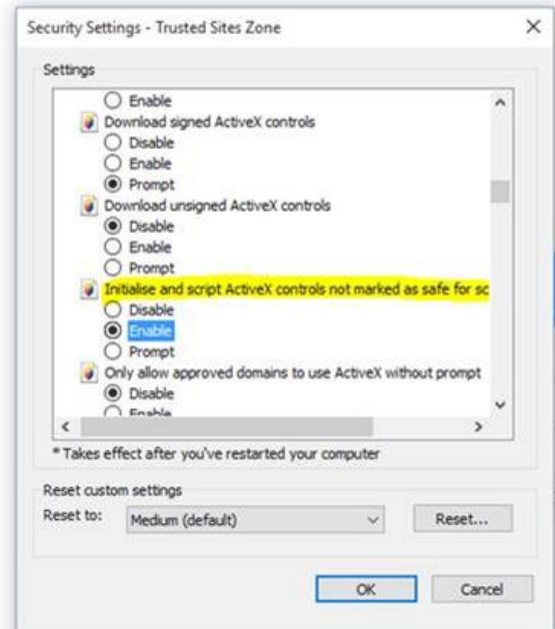 Security Settings - Trusted Sites Zone
Settings
Enable
Download signed ActiveX controls
Disable
Enable
Prompt
Download unsigned ActiveX controls
Disable
Enable
Prompt
Initialise and script ActiveX controls not marked as safe for sc
Disable
Enable
Prompt
Only allow approved domains to use ActiveX without prompt
Disable
Enable
* Takes effect after you've restarted your computer
Reset custom settings
Reset to: Medium (default) Reset...
OK Cancel